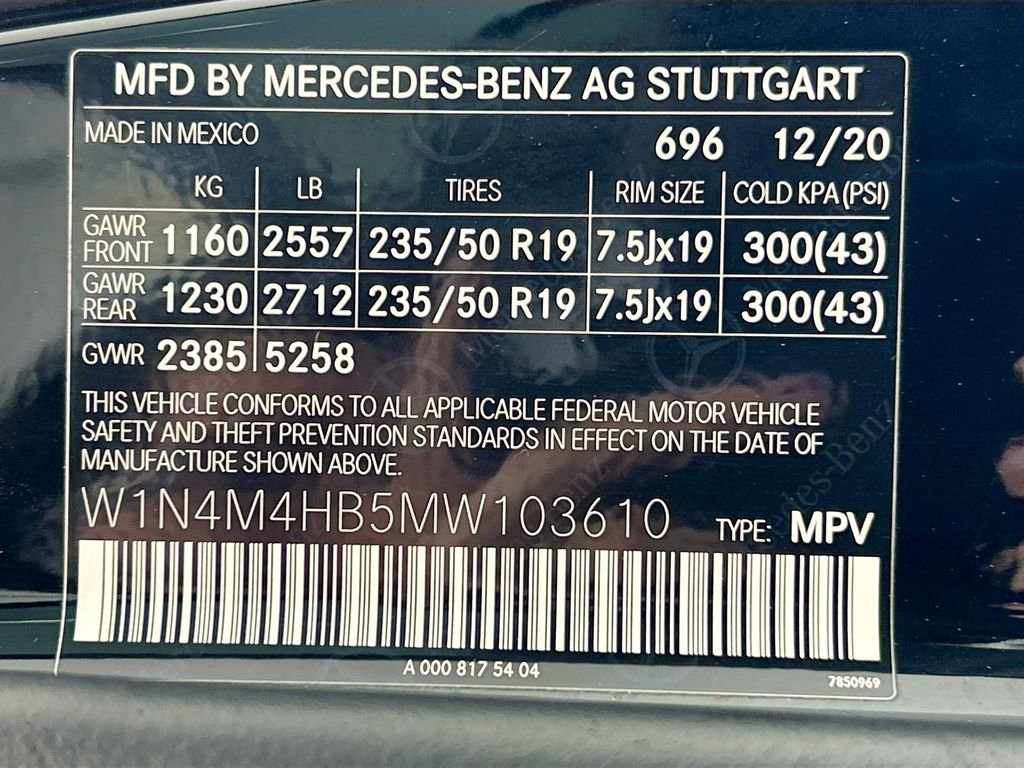 MFD BY MERCEDES-BENZ AG STUTTGART
MADE IN MEXICO 696 12/20
KG LB TIRES RIM SIZE COLD KPA (PSI)
GAWR FRONT 1160 2557 235/50 R19 7.5Jx19 300(43)
GAWR REAR 1230 2712 235/50 R19 7.5Jx19 300(43)
GVWR 2385 5258
THIS VEHICLE CONFORMS TO ALL APPLICABLE FEDERAL MOTOR VEHICLE
SAFETY AND THEFT PREVENTION STANDARDS IN EFFECT ON THE DATE OF
MANUFACTURE SHOWN ABOVE.
W1N4M4HB5MW103610 TYPE: MPV
A 000 817 54 04
7850969